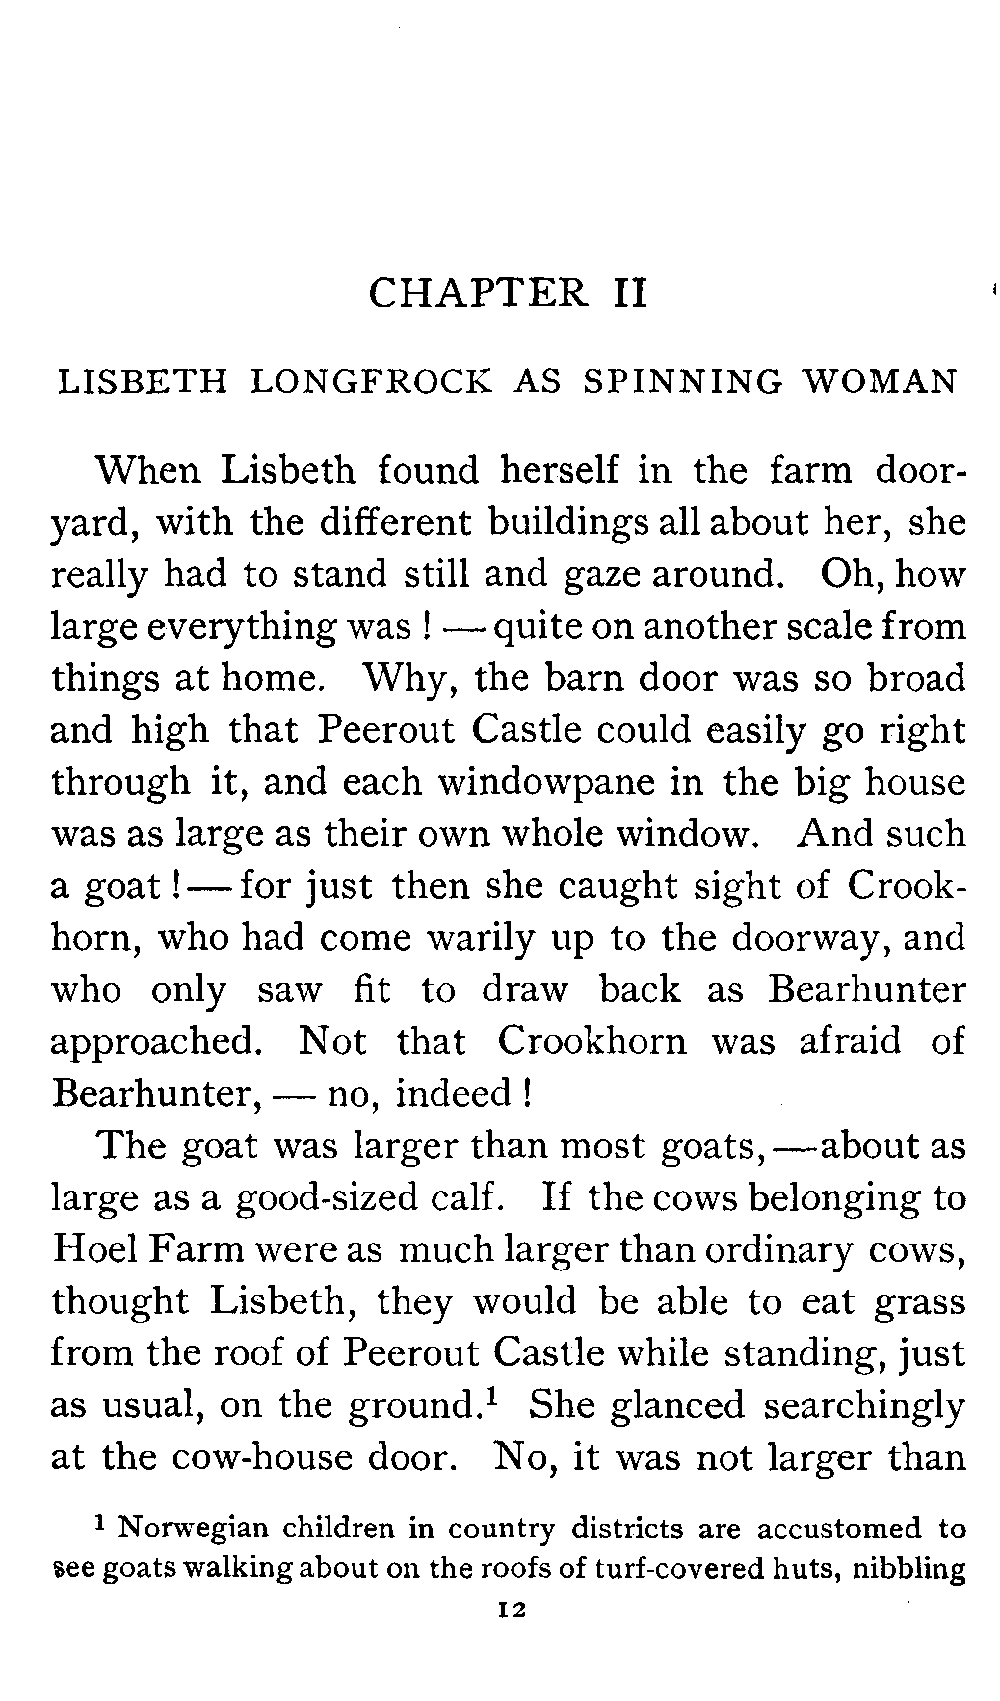 CHAPTER II
LISBETH LONGFROCK AS SPINNING WOMAN
When Lisbeth found herself in the farm door-
yard, with the different buildings all about her, she
really had to stand still and gaze around. Oh, how
large everything was! — quite on another scale from
things at home. Why, the barn door was so broad
and high that Peerout Castle could easily go right
through it, and each windowpane in the big house
was as large as their own whole window. And such
a goat! — for just then she caught sight of Crook-
horn, who had come warily up to the doorway, and
who only saw fit to draw back as Bearhunter
approached. Not that Crookhorn was afraid of
Bearhunter, — no, indeed!
The goat was larger than most goats, — about as
large as a good-sized calf. If the cows belonging to
Hoel Farm were as much larger than ordinary cows,
thought Lisbeth, they would be able to eat grass
from the roof of Peerout Castle while standing, just
as usual, on the ground.¹ She glanced searchingly
at the cow-house door. No, it was not larger than
¹ Norwegian children in country districts are accustomed to
see goats walking about on the roofs of turf-covered huts, nibbling
12